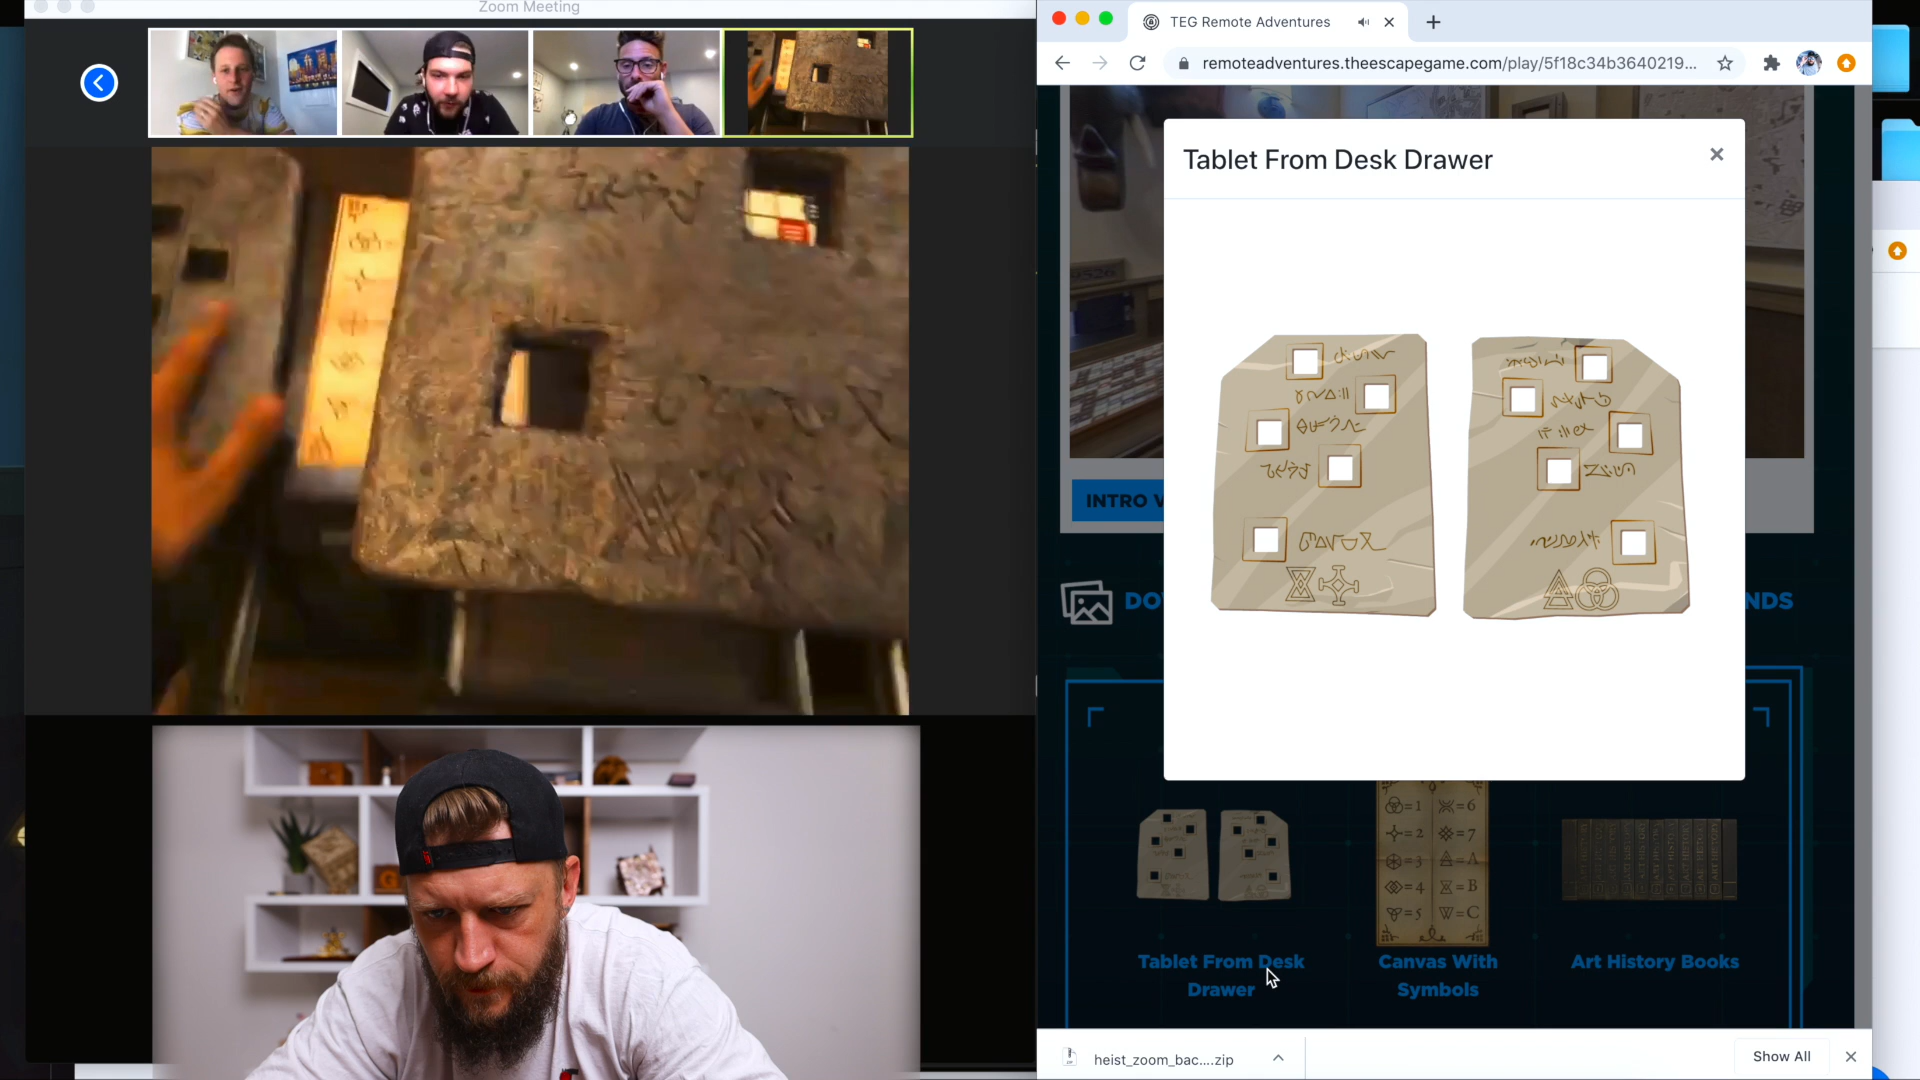 Zoom Meeting
TEG Remote Adventures
remoteadventures.theescapegame.com/play/5f18c34b3640219...
Tablet From Desk Drawer
INTRO V
DO
NDS
=1 =6
=2 =7
=3 =A
=4 =B
=5 =C
Tablet From Desk
Drawer
Canvas With
Symbols
Art History Books
heist_zoom_bac....zip
Show All